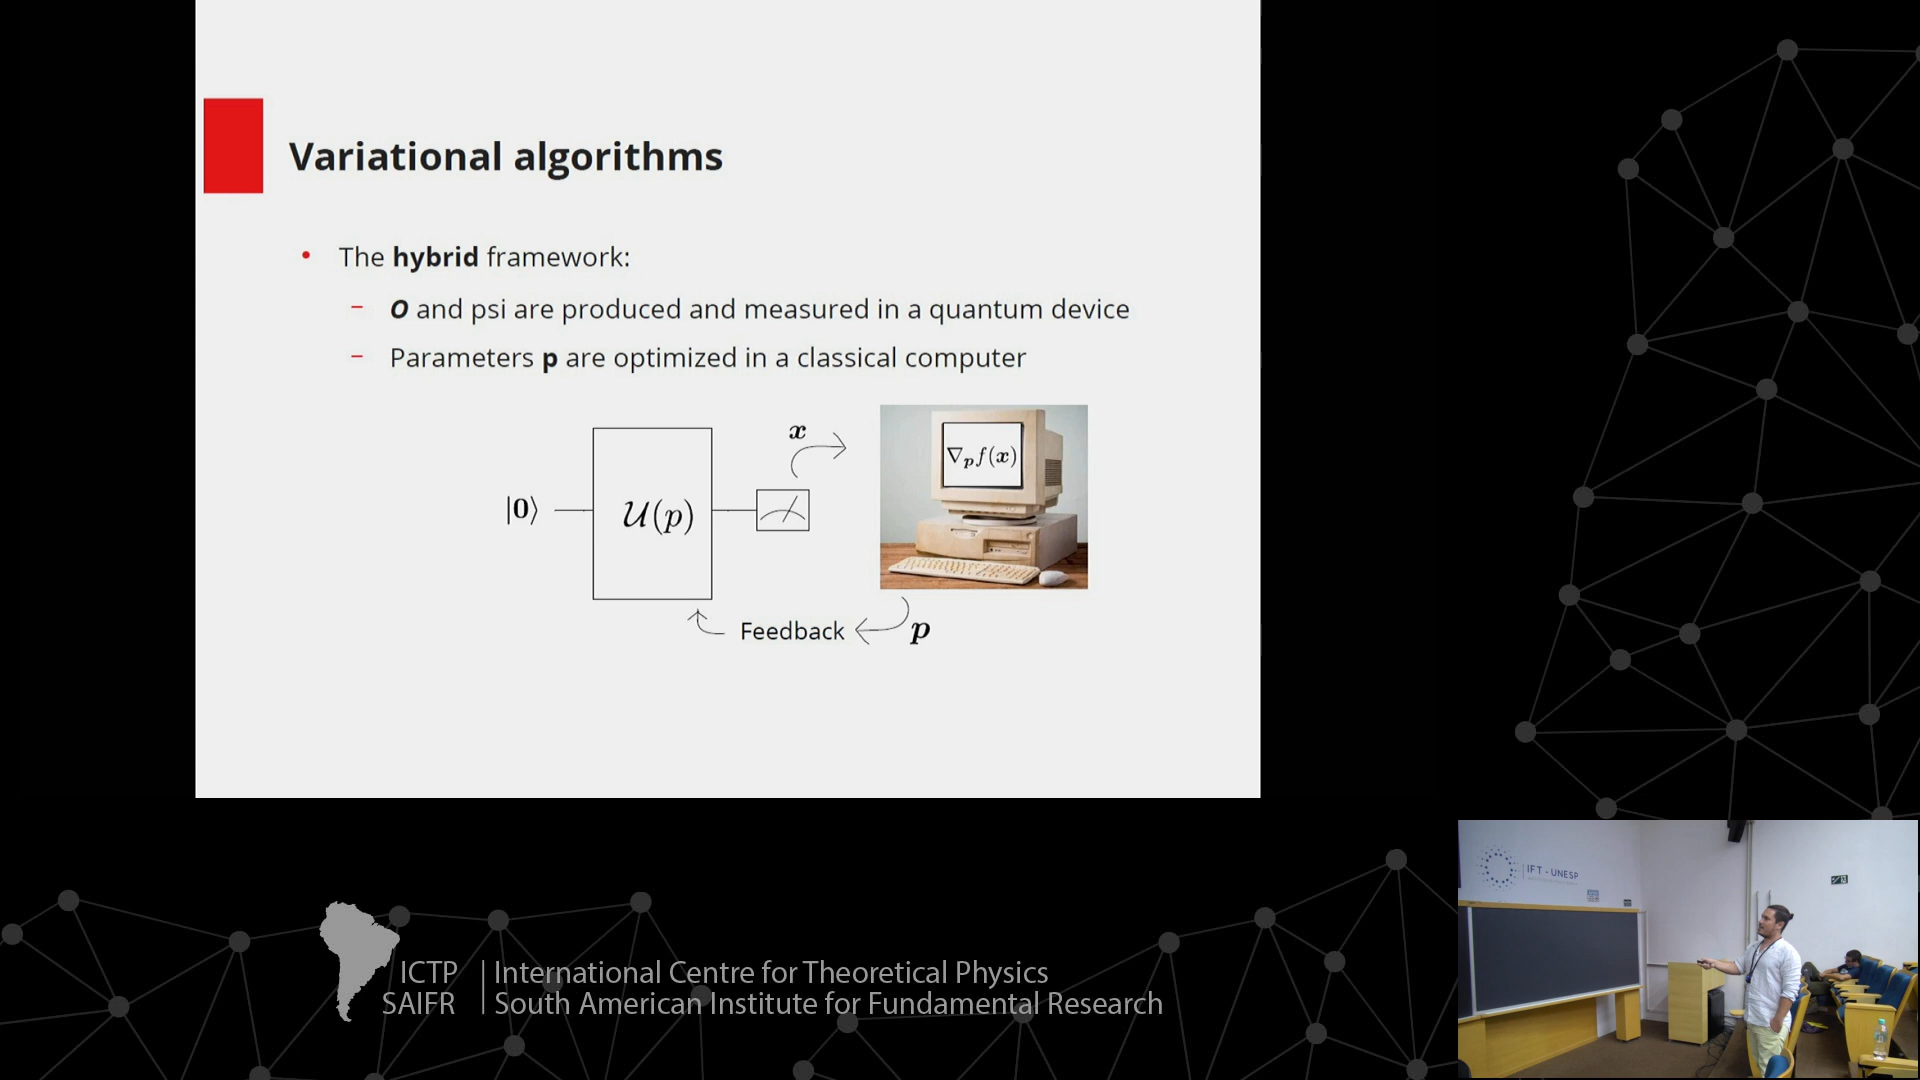 Variational algorithms
• The hybrid framework:
– O and psi are produced and measured in a quantum device
– Parameters p are optimized in a classical computer
x
∇ₚf(x)
|0⟩
𝒰(p)
Feedback
p
IFT - UNESP
ICTP | International Centre for Theoretical Physics
SAIFR | South American Institute for Fundamental Research